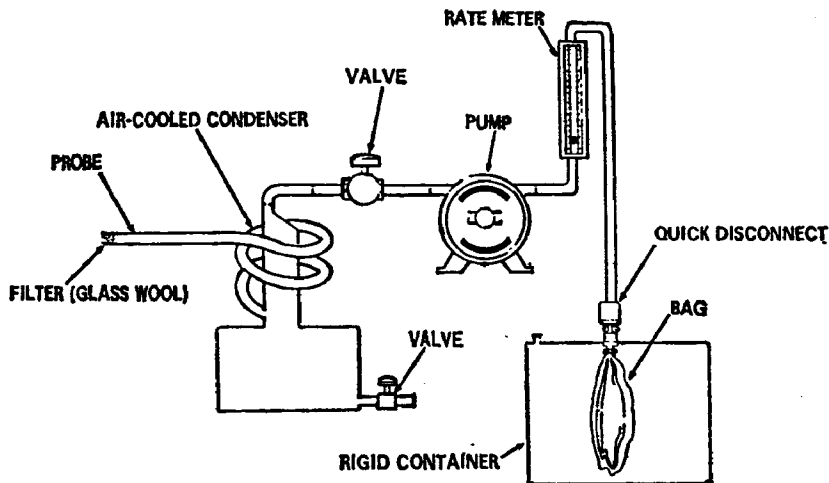 RATE METER
VALVE
AIR-COOLED CONDENSER
PUMP
PROBE
QUICK DISCONNECT
FILTER (GLASS WOOL)
BAG
VALVE
RIGID CONTAINER